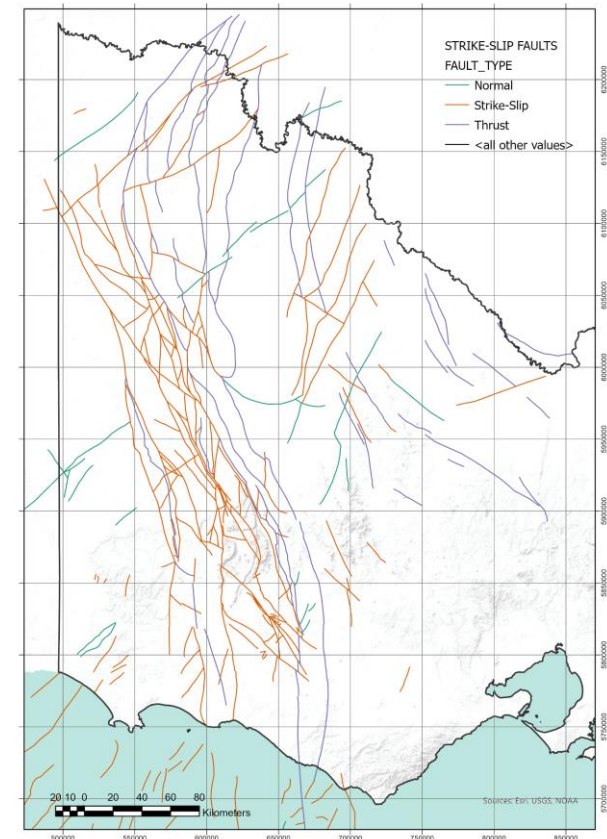 STRIKE-SLIP FAULTS
FAULT_TYPE
Normal
Strike-Slip
Thrust
<all other values>
6200000
6150000
6100000
6050000
6000000
5950000
5900000
5850000
5800000
5750000
5700000
Sources: Esri, USGS, NOAA
20 10 0 20 40 60 80
Kilometers
500000 550000 600000 650000 700000 750000 800000 850000